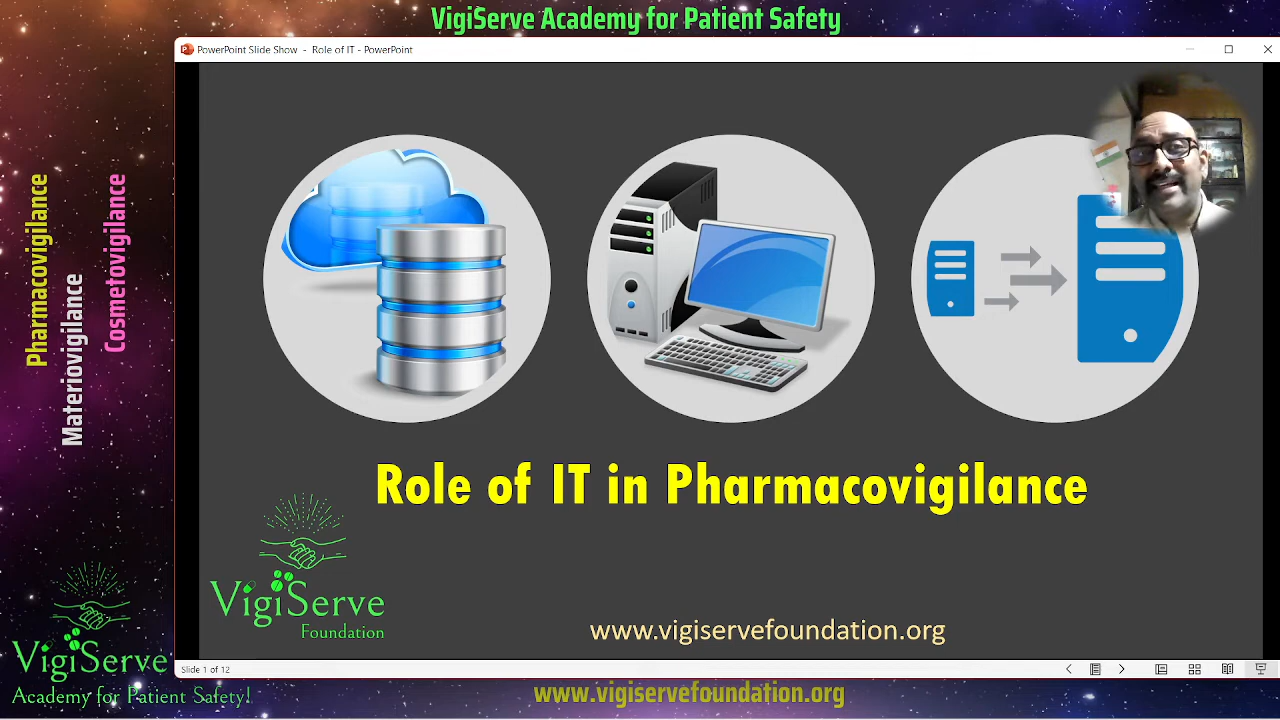 VigiServe Academy for Patient Safety
PowerPoint Slide Show - Role of IT - PowerPoint
Pharmacovigilance
Materiovigilance
Cosmetovigilance
Role of IT in Pharmacovigilance
VigiServe
Foundation
www.vigiservefoundation.org
Slide 1 of 12
VigiServe
Academy for Patient Safety!
www.vigiservefoundation.org